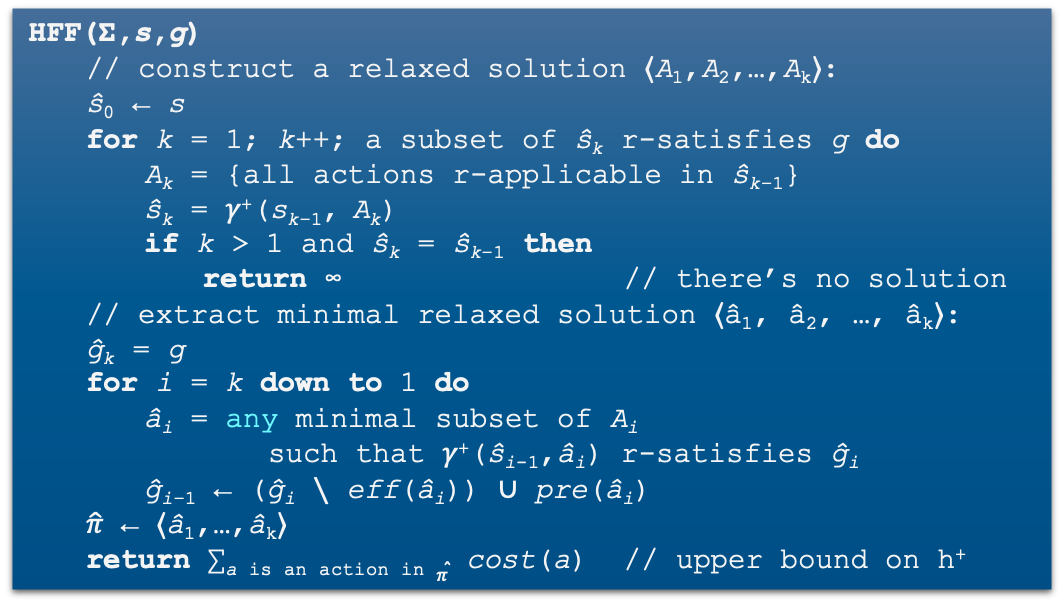 HFF(Σ,s,g)
// construct a relaxed solution ⟨A₁,A₂,…,Aₖ⟩:
ŝ₀ ← s
for k = 1; k++; a subset of ŝₖ r-satisfies g do
Aₖ = {all actions r-applicable in ŝₖ₋₁}
ŝₖ = γ⁺(sₖ₋₁, Aₖ)
if k > 1 and ŝₖ = ŝₖ₋₁ then
return ∞ // there’s no solution
// extract minimal relaxed solution ⟨â₁, â₂, …, âₖ⟩:
ĝₖ = g
for i = k down to 1 do
âᵢ = any minimal subset of Aᵢ
such that γ⁺(ŝᵢ₋₁,âᵢ) r-satisfies ĝᵢ
ĝᵢ₋₁ ← (ĝᵢ \ eff(âᵢ)) ∪ pre(âᵢ)
π̂ ← ⟨â₁,…,âₖ⟩
return ∑a is an action in π̂ cost(a) // upper bound on h⁺